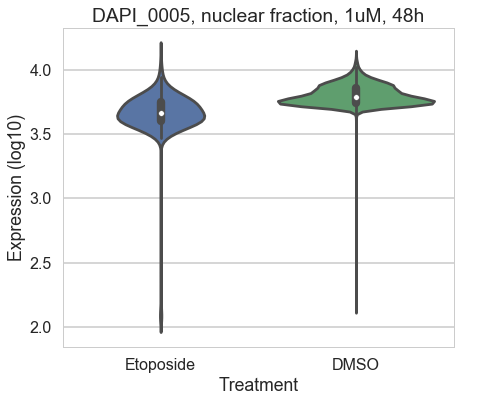 DAPI_0005, nuclear fraction, 1uM, 48h
4.0
3.5
3.0
2.5
2.0
Expression (log10)
Etoposide
DMSO
Treatment